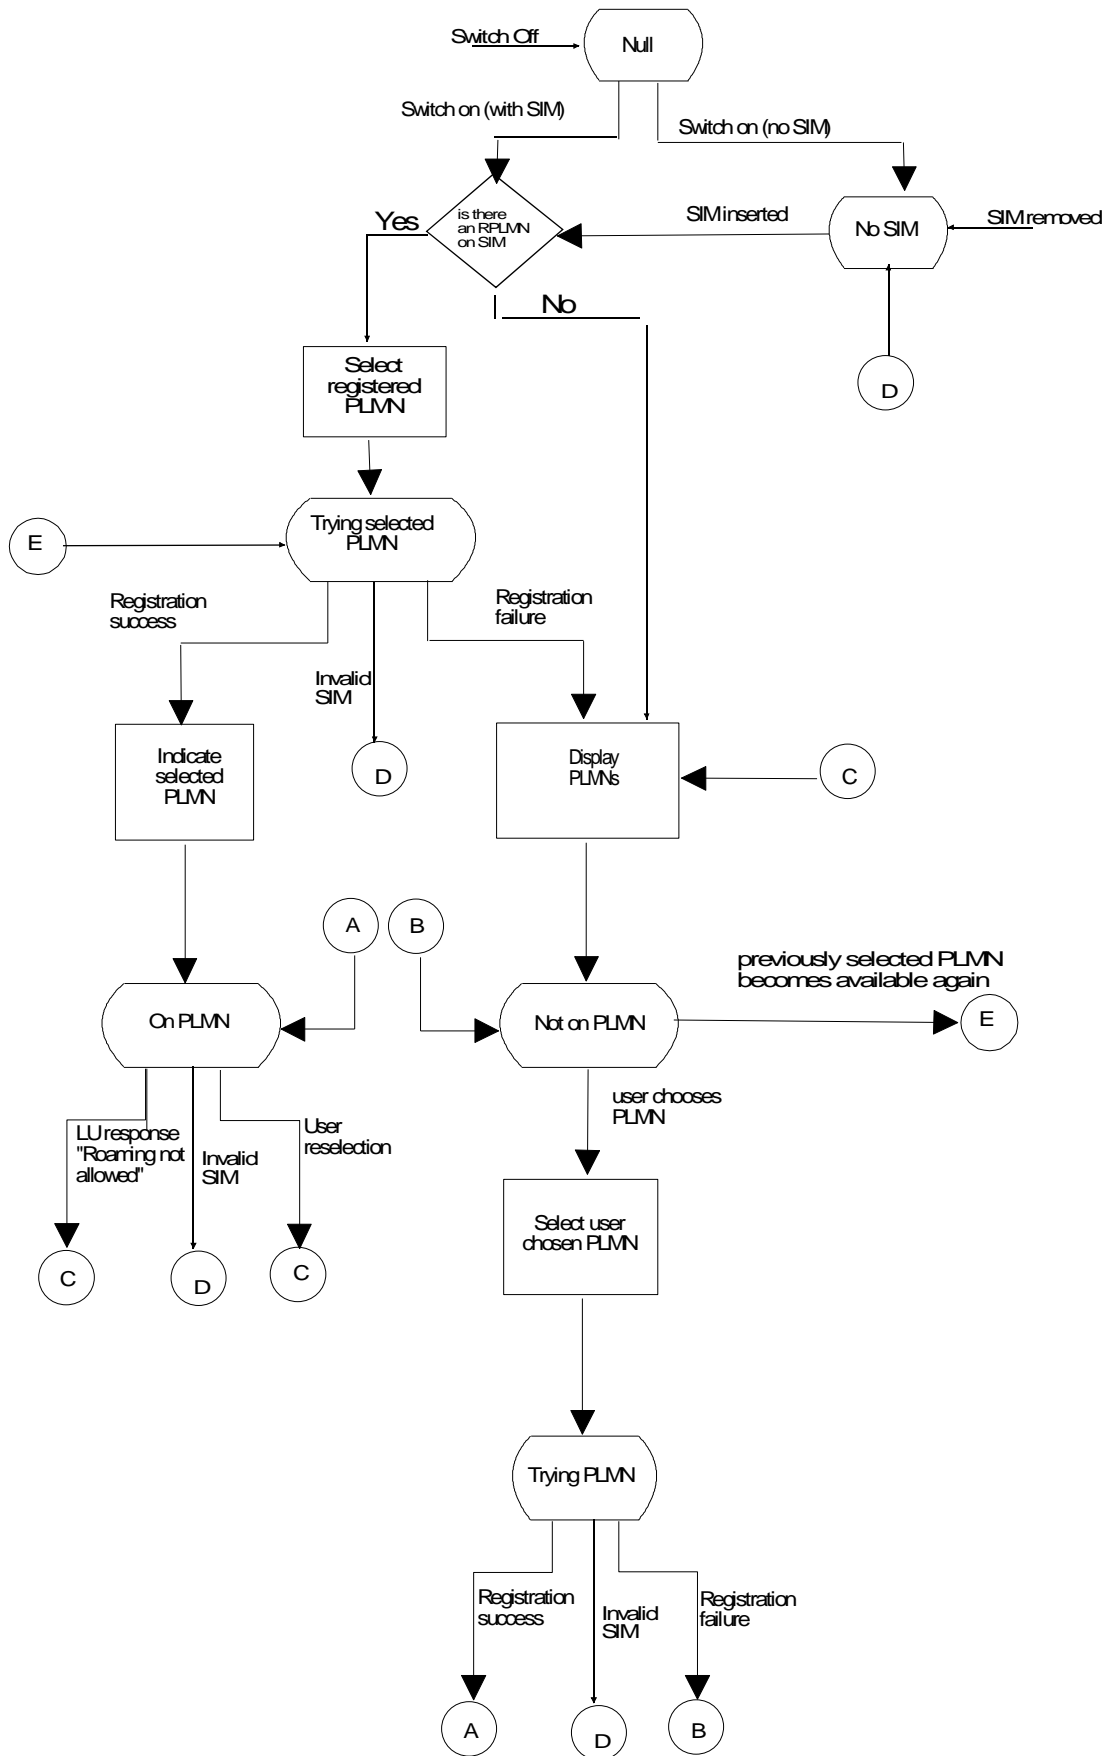 Switch Off
Null
Switch on (with SIM)
Switch on (no SIM)
Yes
is there
an RPLMN
on SIM
SIM inserted
No SIM
SIM removed
No
D
Select
registered
PLMN
E
Trying selected
PLMN
Registration
success
Invalid
SIM
Registration
failure
Indicate
selected
PLMN
D
Display
PLMNs
C
A
B
previously selected PLMN
becomes available again
On PLMN
Not on PLMN
E
LU response
"Roaming not
allowed"
Invalid
SIM
User
reselection
user chooses
PLMN
C
D
C
Select user
chosen PLMN
Trying PLMN
Registration
success
Invalid
SIM
Registration
failure
A
D
B